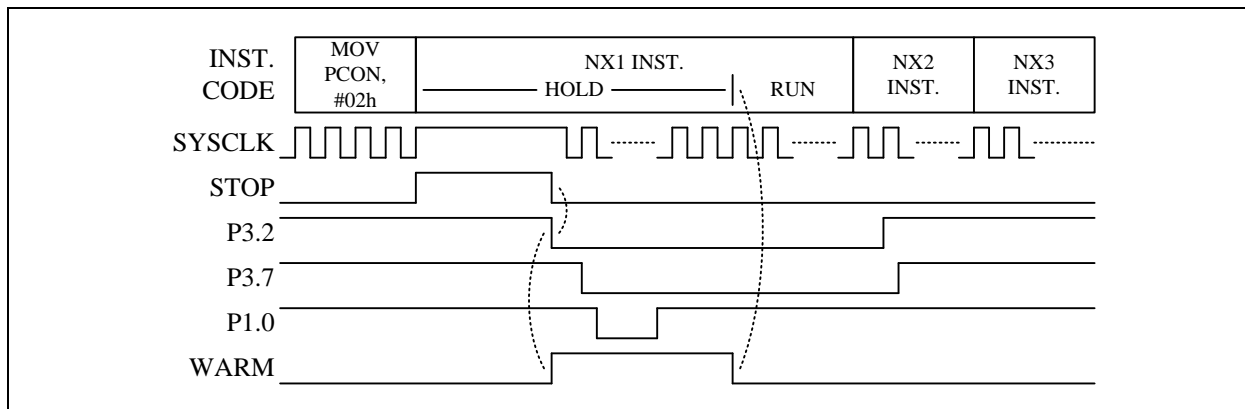 INST.
CODE
MOV
PCON,
#02h
NX1 INST.
HOLD
RUN
NX2
INST.
NX3
INST.
SYSCLK
STOP
P3.2
P3.7
P1.0
WARM